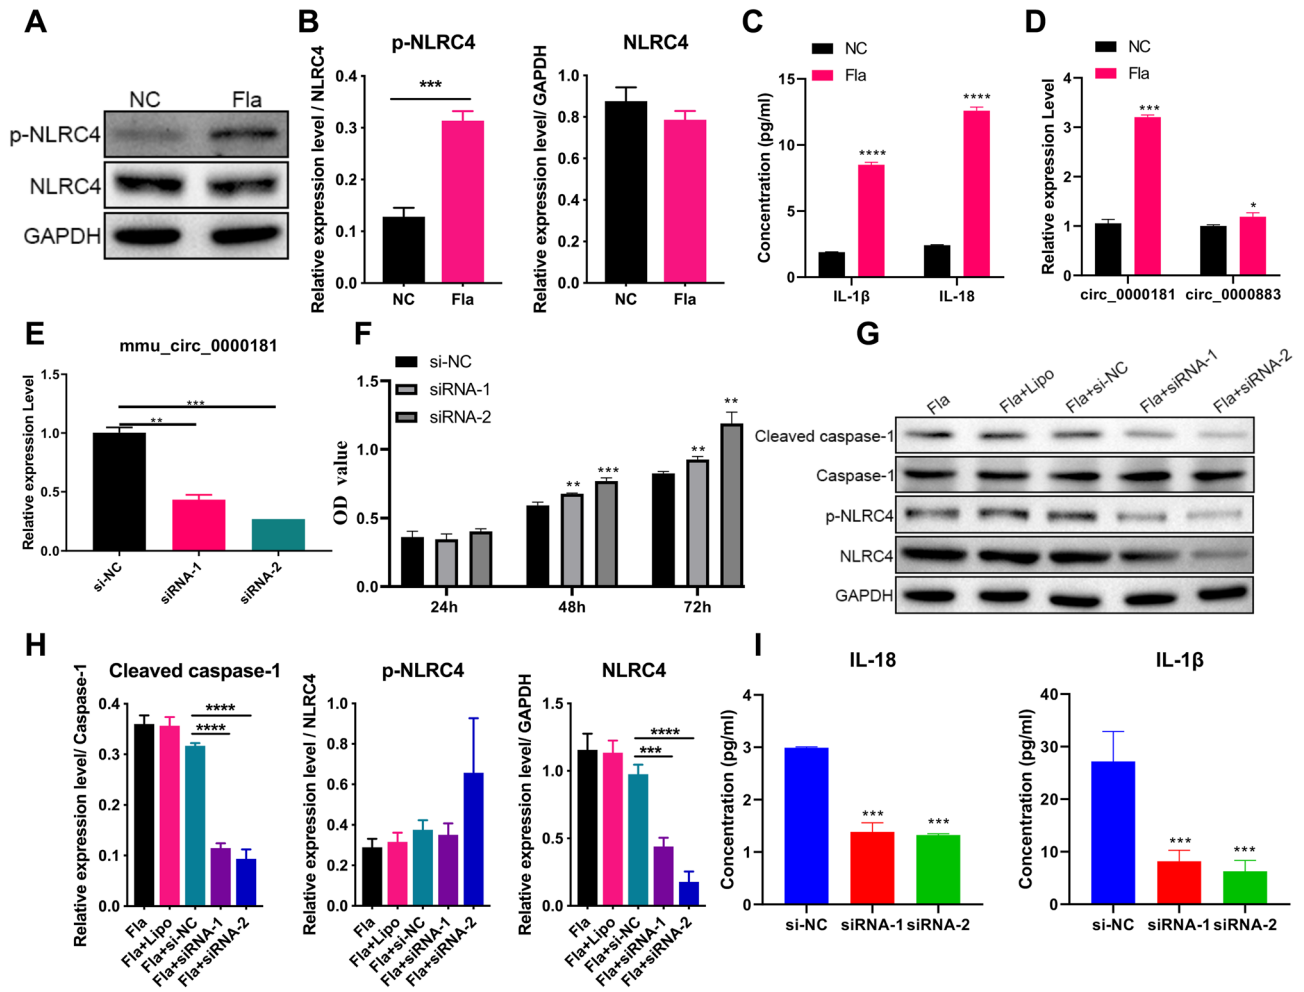 A
NC Fla
p-NLRC4
NLRC4
GAPDH
B
p-NLRC4
Relative expression level / NLRC4
0.4
0.3
0.2
0.1
0.0
***
NC Fla
NLRC4
Relative expression level/ GAPDH
1.0
0.8
0.6
0.4
0.2
0.0
NC Fla
C
NC
Fla
Concentration (pg/ml)
15
10
5
0
****
****
IL-1β IL-18
D
NC
Fla
Relative expression Level
4
3
2
1
0
***
*
circ_0000181 circ_0000883
E
mmu_circ_0000181
Relative expression Level
1.5
1.0
0.5
0.0
***
**
si-NC siRNA-1 siRNA-2
F
si-NC
siRNA-1
siRNA-2
OD value
1.5
1.0
0.5
0.0
** ***
** **
24h 48h 72h
G
Fla Fla+Lipo Fla+si-NC Fla+siRNA-1 Fla+siRNA-2
Cleaved caspase-1
Caspase-1
p-NLRC4
NLRC4
GAPDH
H
Cleaved caspase-1
Relative expression level/ Caspase-1
0.4
0.3
0.2
0.1
0.0
****
****
Fla Fla+Lipo Fla+si-NC Fla+siRNA-1 Fla+siRNA-2
p-NLRC4
Relative expression level / NLRC4
1.0
0.8
0.6
0.4
0.2
0.0
Fla Fla+Lipo Fla+si-NC Fla+siRNA-1 Fla+siRNA-2
NLRC4
Relative expression level/ GAPDH
1.5
1.0
0.5
0.0
****
***
Fla Fla+Lipo Fla+si-NC Fla+siRNA-1 Fla+siRNA-2
I
IL-18
Concentration (pg/ml)
4
3
2
1
0
*** ***
si-NC siRNA-1 siRNA-2
IL-1β
Concentration (pg/ml)
40
30
20
10
0
*** ***
si-NC siRNA-1 siRNA-2